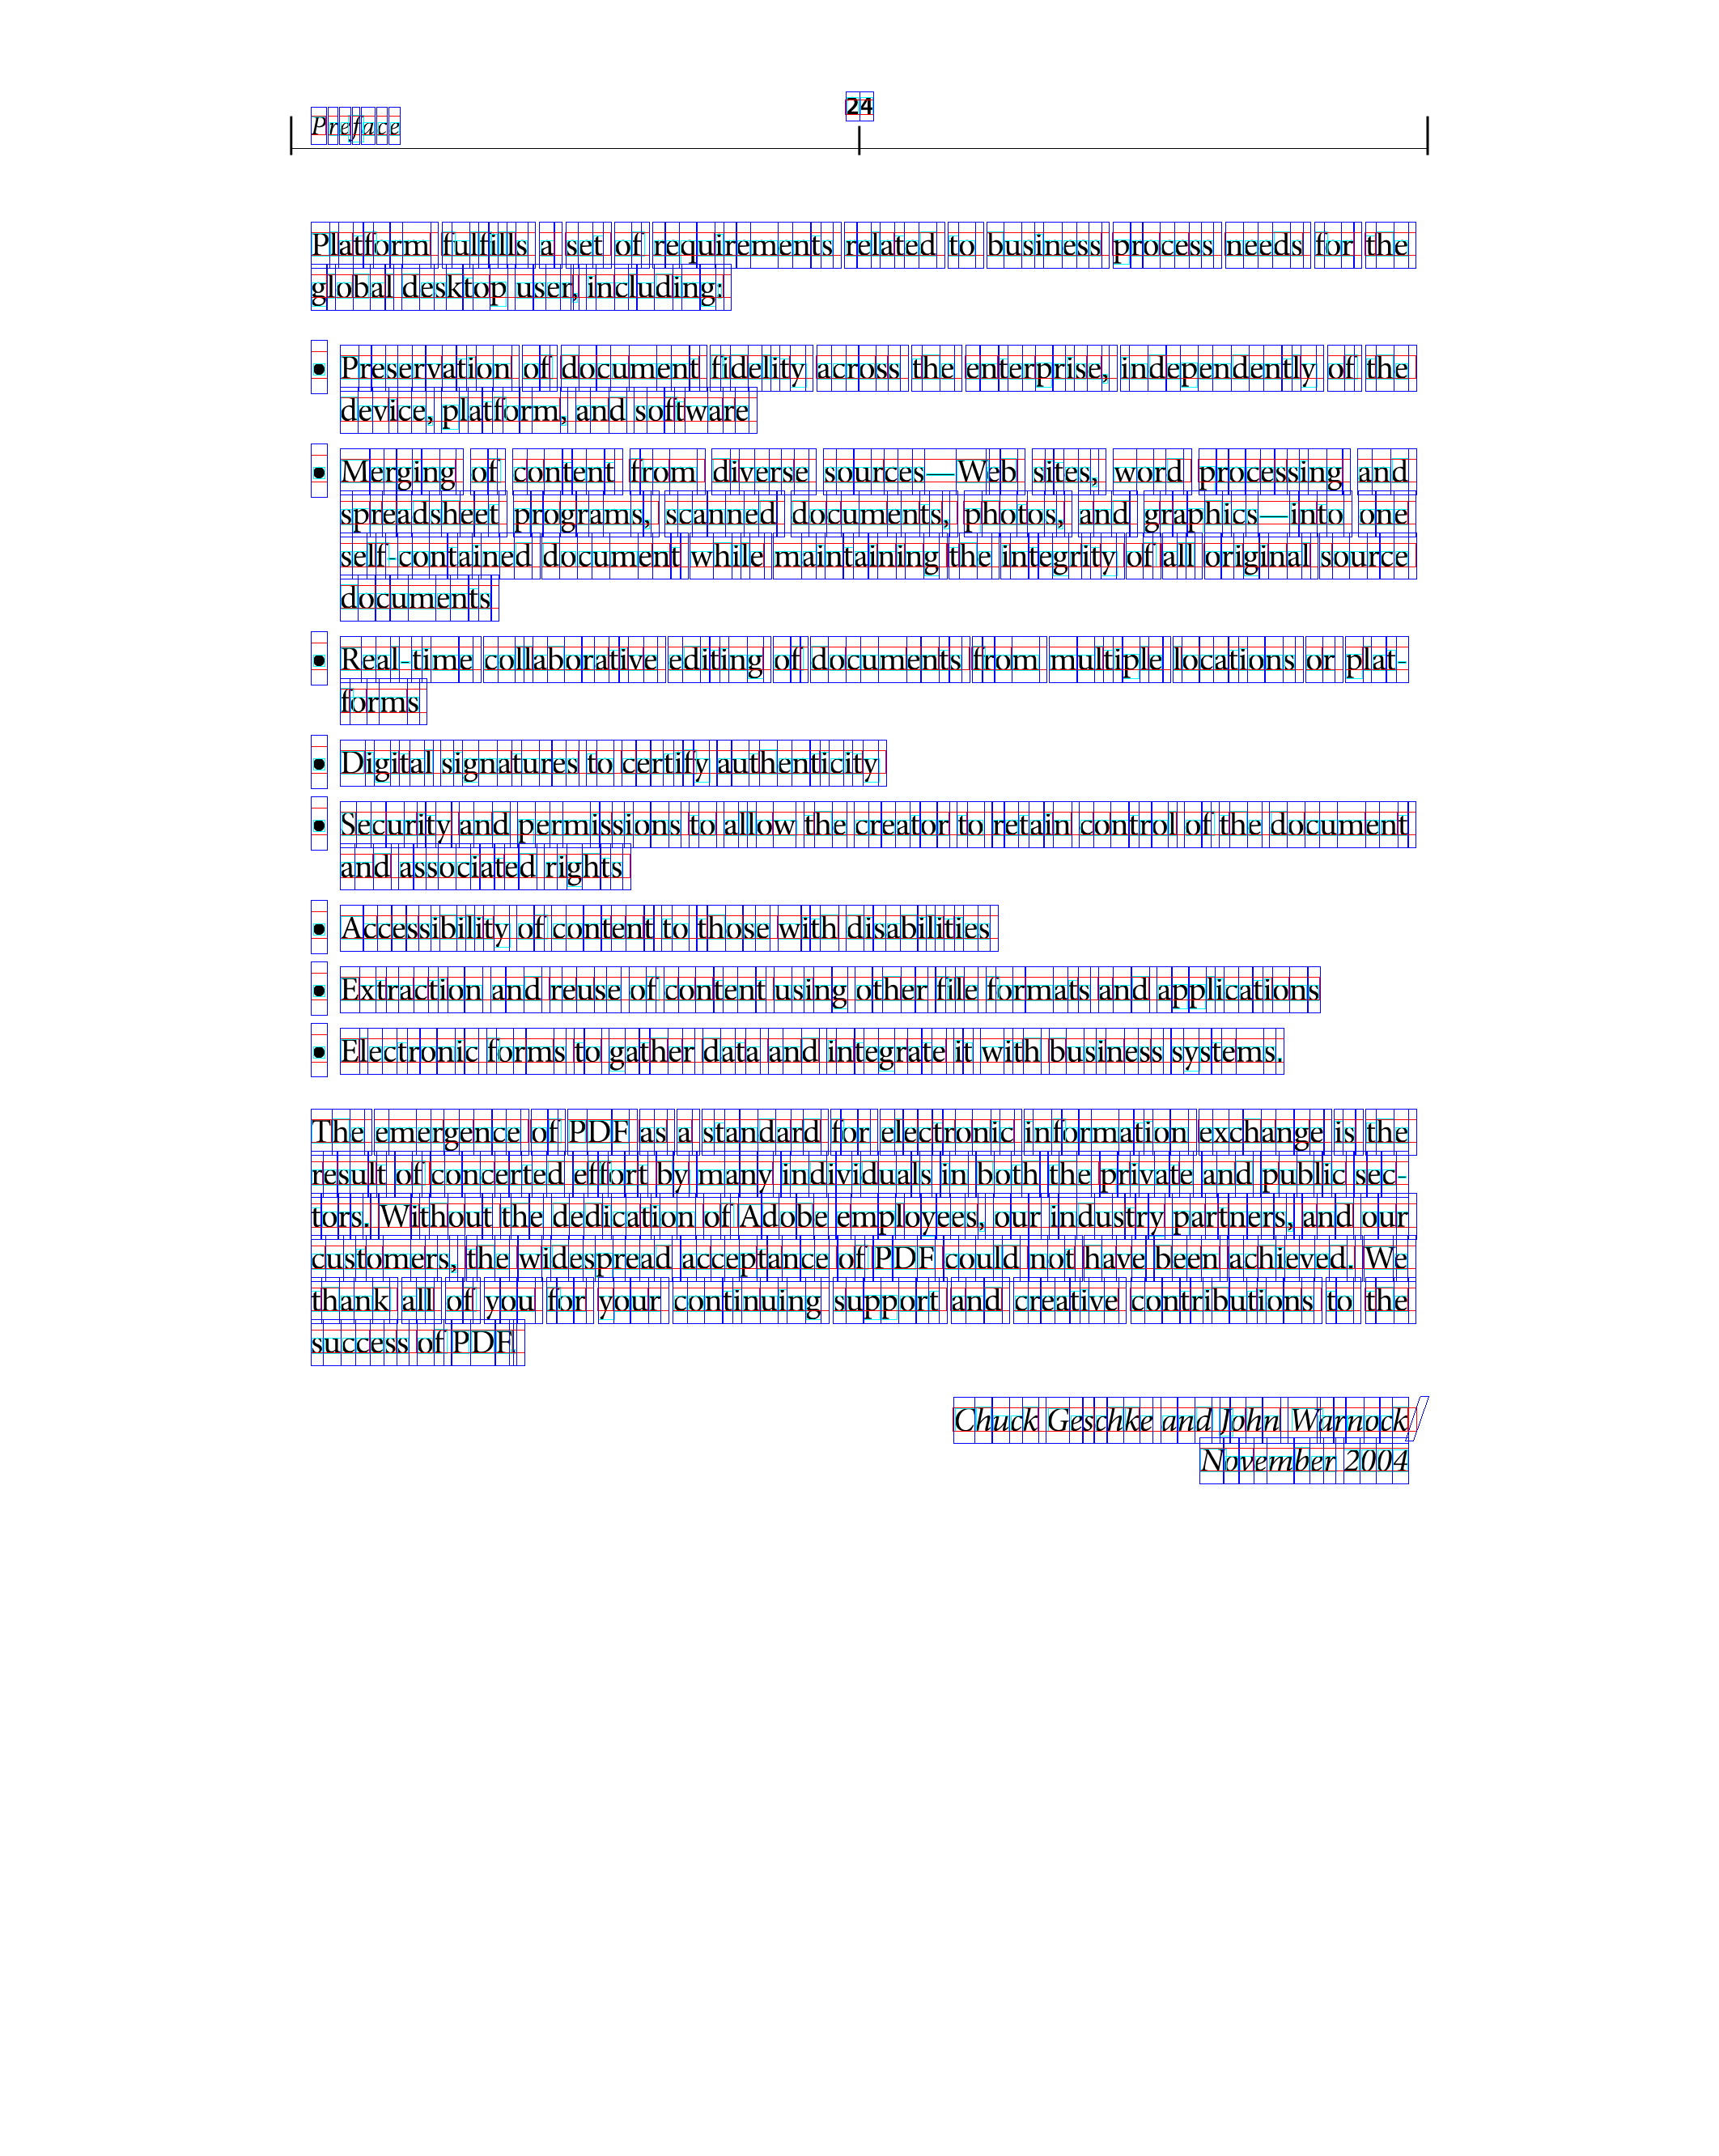 24
Preface
Platform fulfills a set of requirements related to business process needs for the
global desktop user, including:
• Preservation of document fidelity across the enterprise, independently of the
device, platform, and software
• Merging of content from diverse sources—Web sites, word processing and
spreadsheet programs, scanned documents, photos, and graphics—into one
self-contained document while maintaining the integrity of all original source
documents
• Real-time collaborative editing of documents from multiple locations or plat-
forms
• Digital signatures to certify authenticity
• Security and permissions to allow the creator to retain control of the document
and associated rights
• Accessibility of content to those with disabilities
• Extraction and reuse of content using other file formats and applications
• Electronic forms to gather data and integrate it with business systems.
The emergence of PDF as a standard for electronic information exchange is the
result of concerted effort by many individuals in both the private and public sec-
tors. Without the dedication of Adobe employees, our industry partners, and our
customers, the widespread acceptance of PDF could not have been achieved. We
thank all of you for your continuing support and creative contributions to the
success of PDF.
Chuck Geschke and John Warnock
November 2004